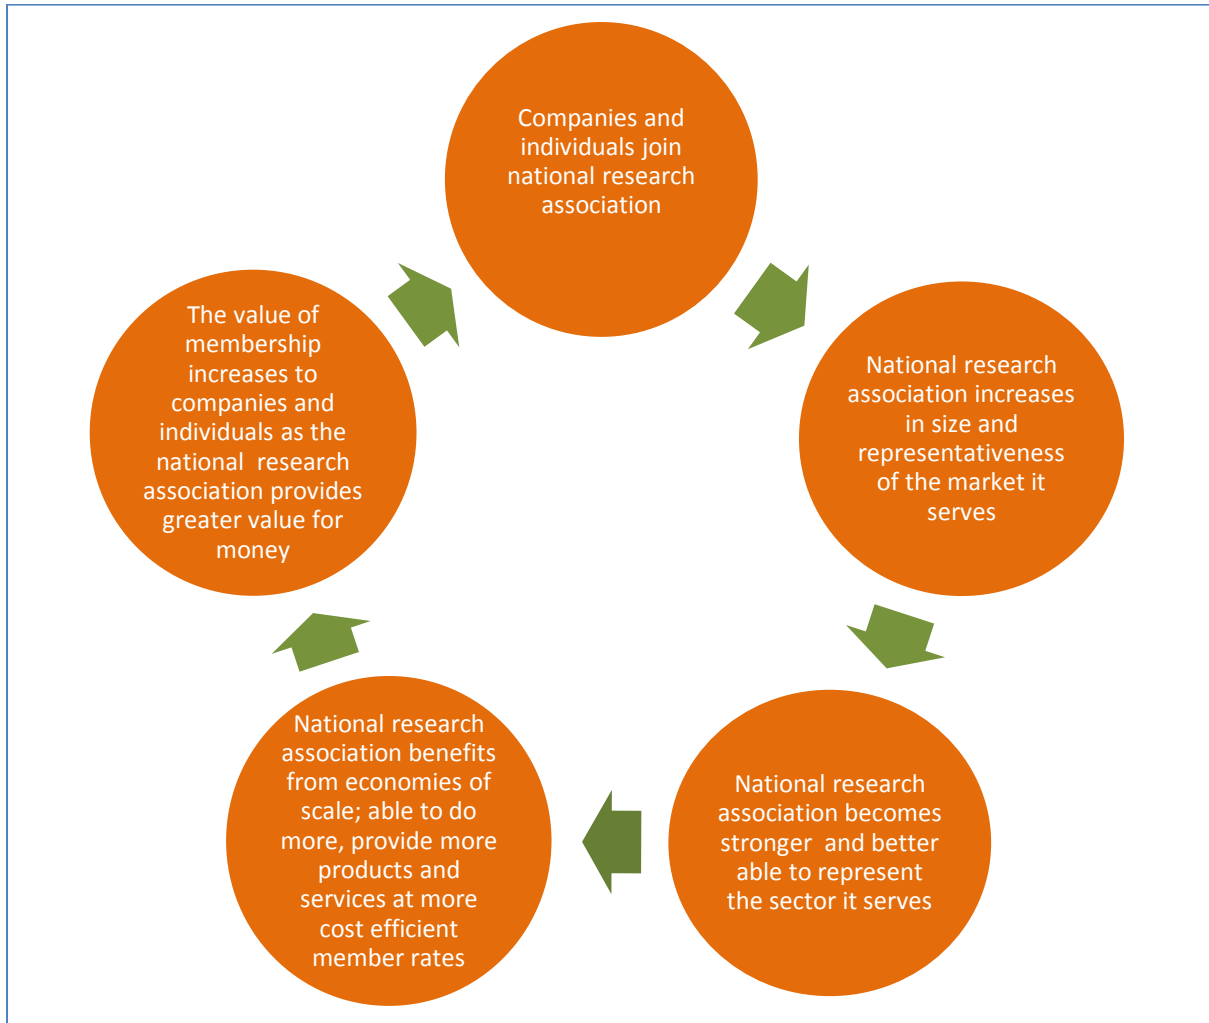 Companies and
individuals join
national research
association
National research
association increases
in size and
representativeness
of the market it
serves
National research
association becomes
stronger  and better
able to represent
the sector it serves
National research
association benefits
from economies of
scale; able to do
more, provide more
products and
services at more
cost efficient
member rates
The value of
membership
increases to
companies and
individuals as the
national  research
association provides
greater value for
money